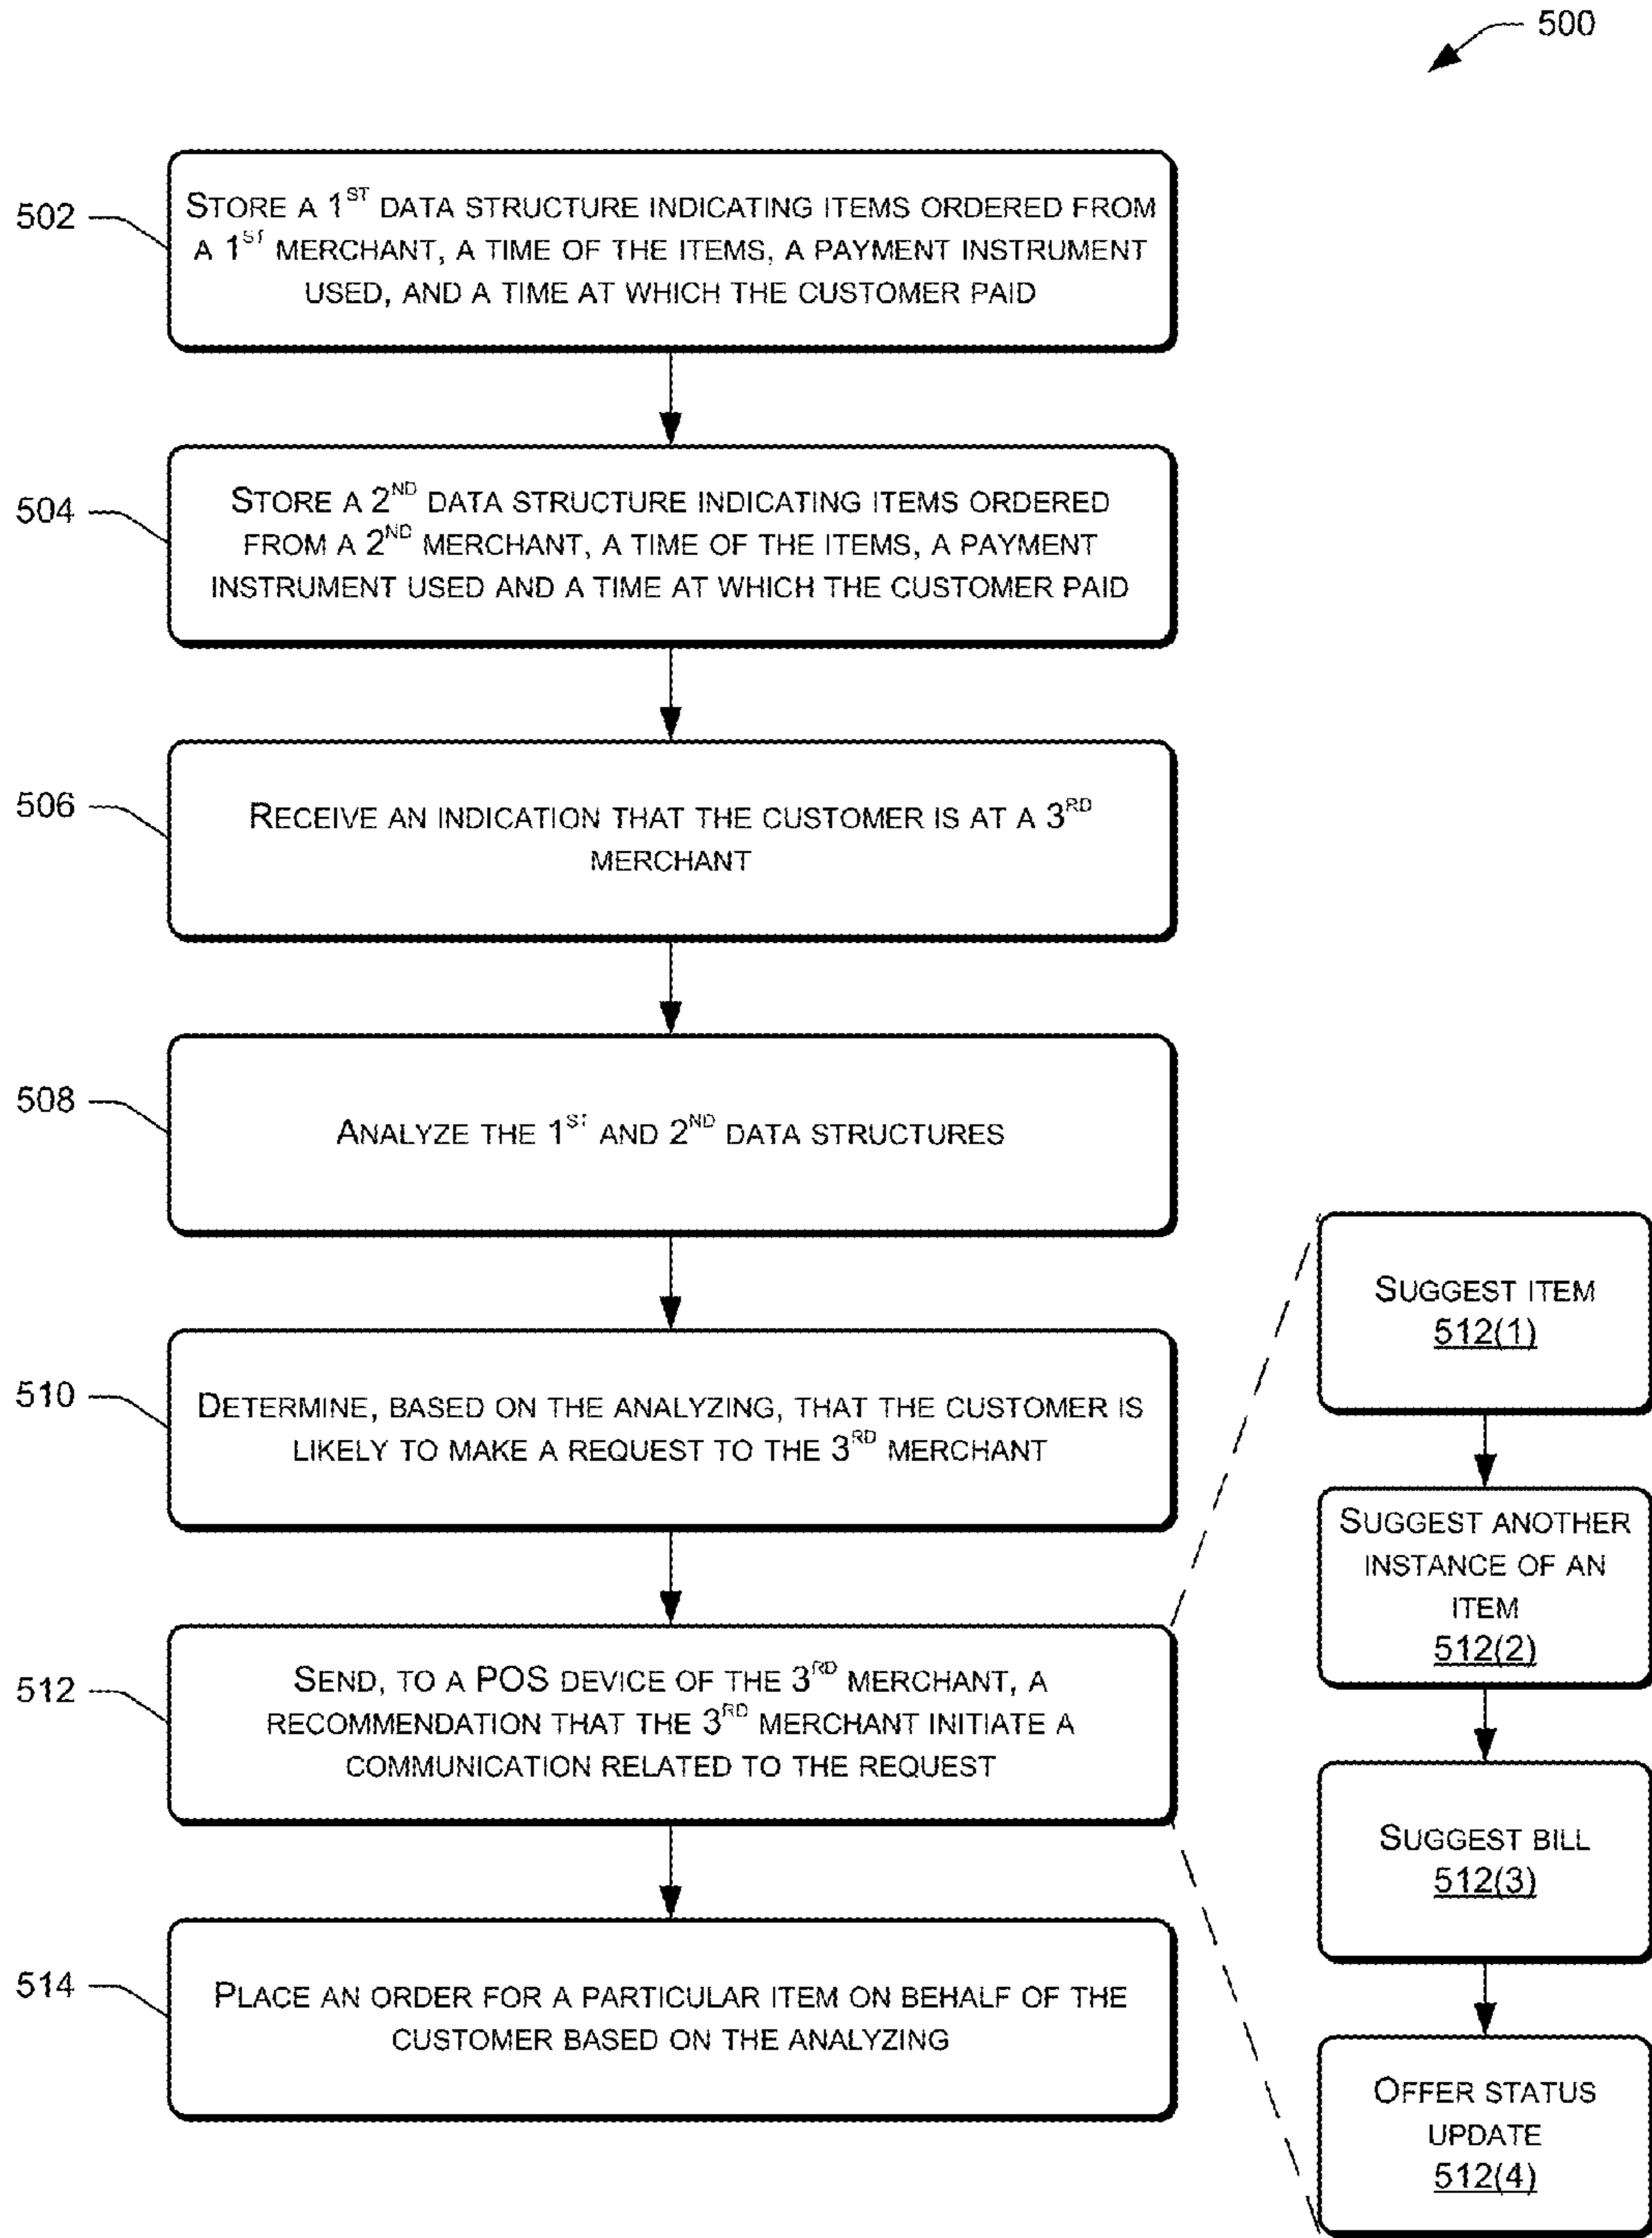 500
502
STORE A 1ST DATA STRUCTURE INDICATING ITEMS ORDERED FROM
A 1ST MERCHANT, A TIME OF THE ITEMS, A PAYMENT INSTRUMENT
USED, AND A TIME AT WHICH THE CUSTOMER PAID
504
STORE A 2ND DATA STRUCTURE INDICATING ITEMS ORDERED
FROM A 2ND MERCHANT, A TIME OF THE ITEMS, A PAYMENT
INSTRUMENT USED AND A TIME AT WHICH THE CUSTOMER PAID
506
RECEIVE AN INDICATION THAT THE CUSTOMER IS AT A 3RD
MERCHANT
508
ANALYZE THE 1ST AND 2ND DATA STRUCTURES
510
DETERMINE, BASED ON THE ANALYZING, THAT THE CUSTOMER IS
LIKELY TO MAKE A REQUEST TO THE 3RD MERCHANT
512
SEND, TO A POS DEVICE OF THE 3RD MERCHANT, A
RECOMMENDATION THAT THE 3RD MERCHANT INITIATE A
COMMUNICATION RELATED TO THE REQUEST
514
PLACE AN ORDER FOR A PARTICULAR ITEM ON BEHALF OF THE
CUSTOMER BASED ON THE ANALYZING
SUGGEST ITEM
512(1)
SUGGEST ANOTHER
INSTANCE OF AN
ITEM
512(2)
SUGGEST BILL
512(3)
OFFER STATUS
UPDATE
512(4)